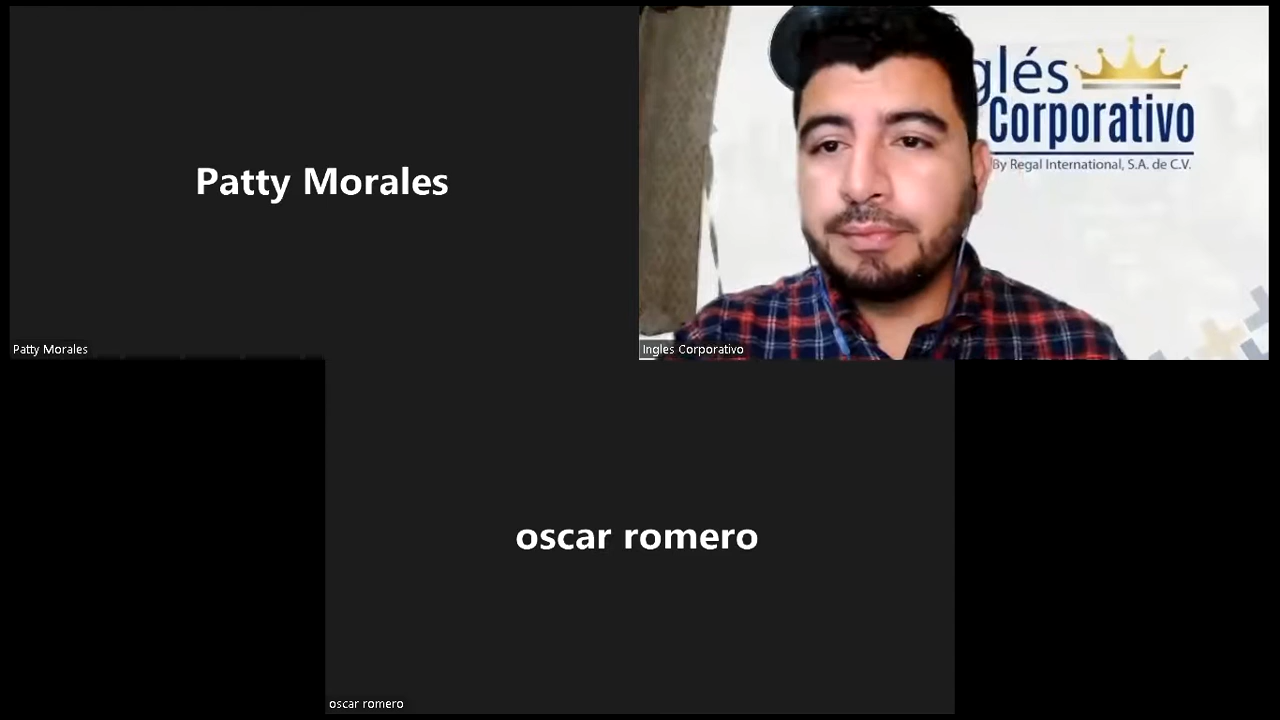 Patty Morales
glés
Corporativo
By Regal International, S.A. de C.V.
Patty Morales
Ingles Corporativo
oscar romero
oscar romero